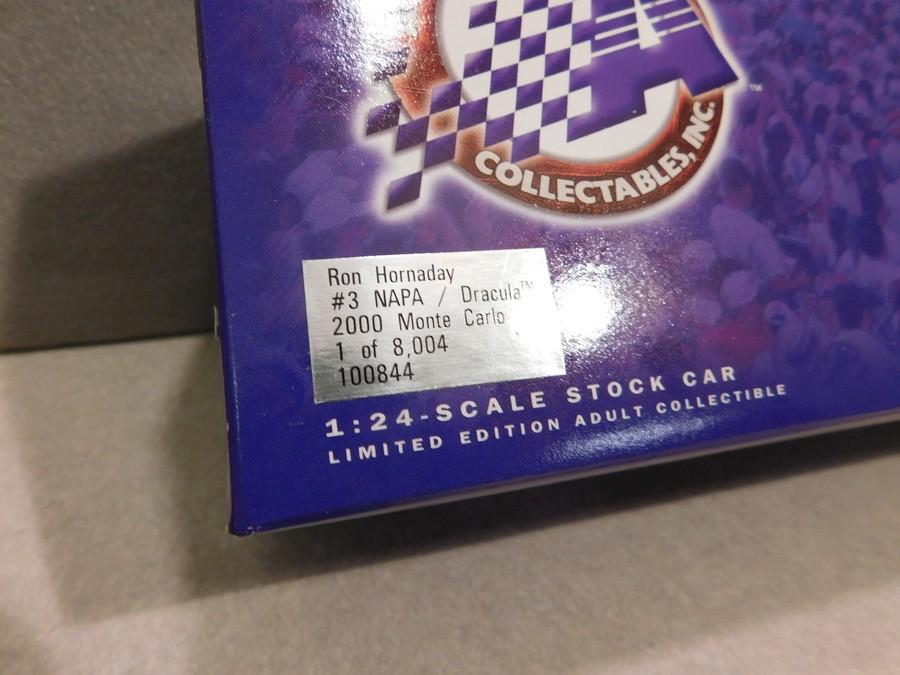 A
™
COLLECTABLES, INC.
Ron Hornaday
#3 NAPA / Dracula™
2000 Monte Carlo
1 of 8,004
100844
1:24-SCALE STOCK CAR
LIMITED EDITION ADULT COLLECTIBLE